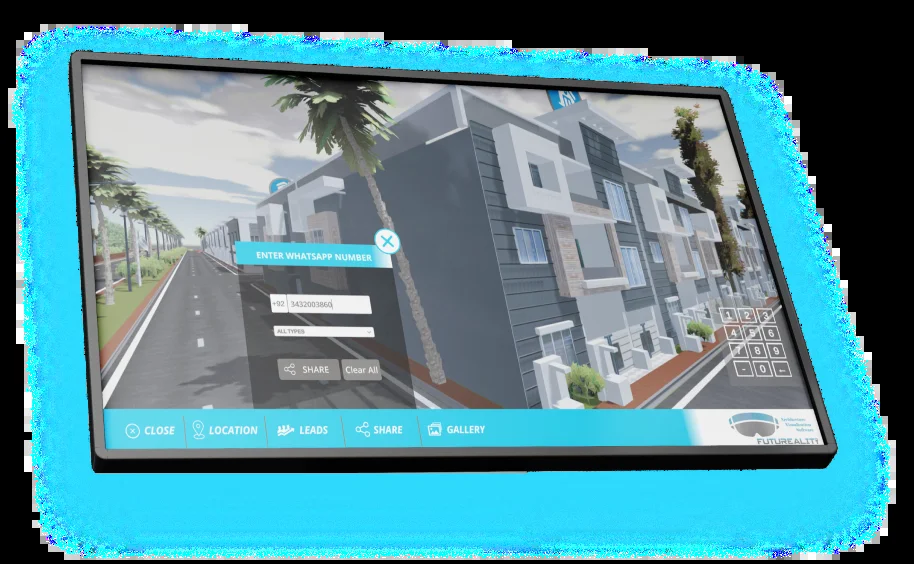 ENTER WHATSAPP NUMBER
+92 3432003860
ALL TYPES
SHARE Clear All
1 2 3
4 5 6
7 8 9
- 0 ←
CLOSE LOCATION LEADS SHARE GALLERY
FUTUREALITY